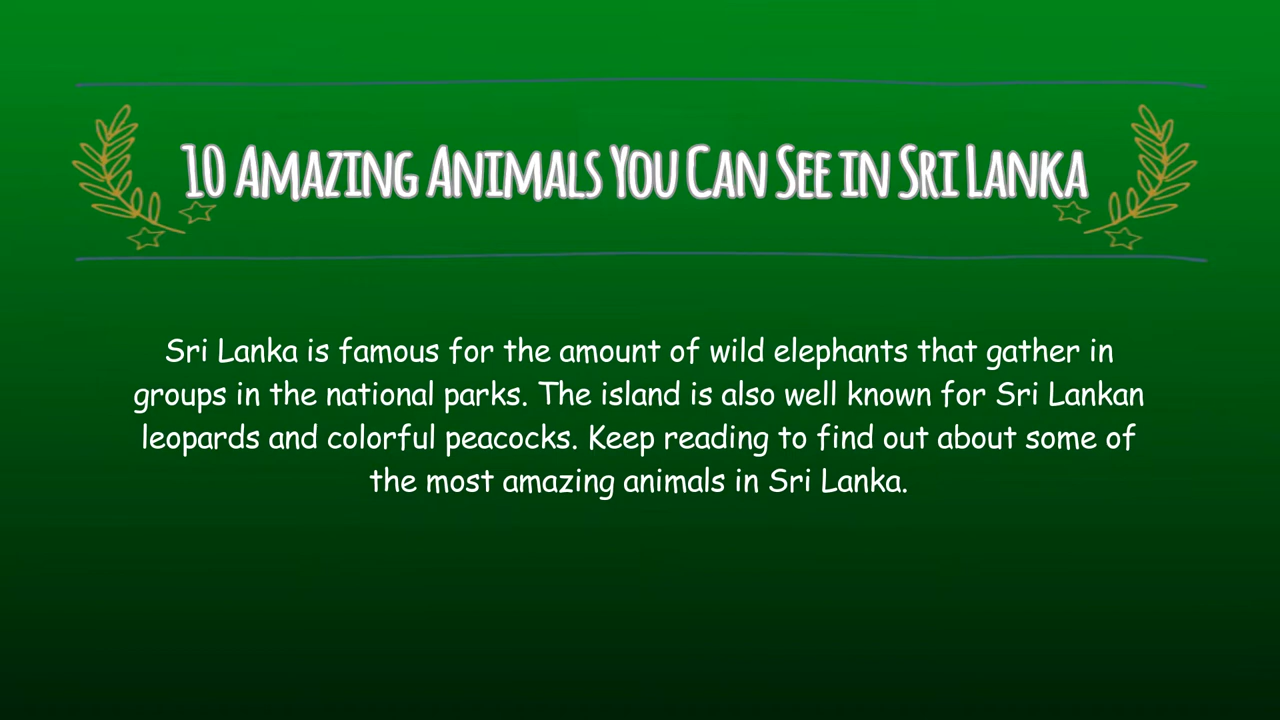 10 Amazing Animals You Can See in Sri Lanka
Sri Lanka is famous for the amount of wild elephants that gather in
groups in the national parks. The island is also well known for Sri Lankan
leopards and colorful peacocks. Keep reading to find out about some of
the most amazing animals in Sri Lanka.